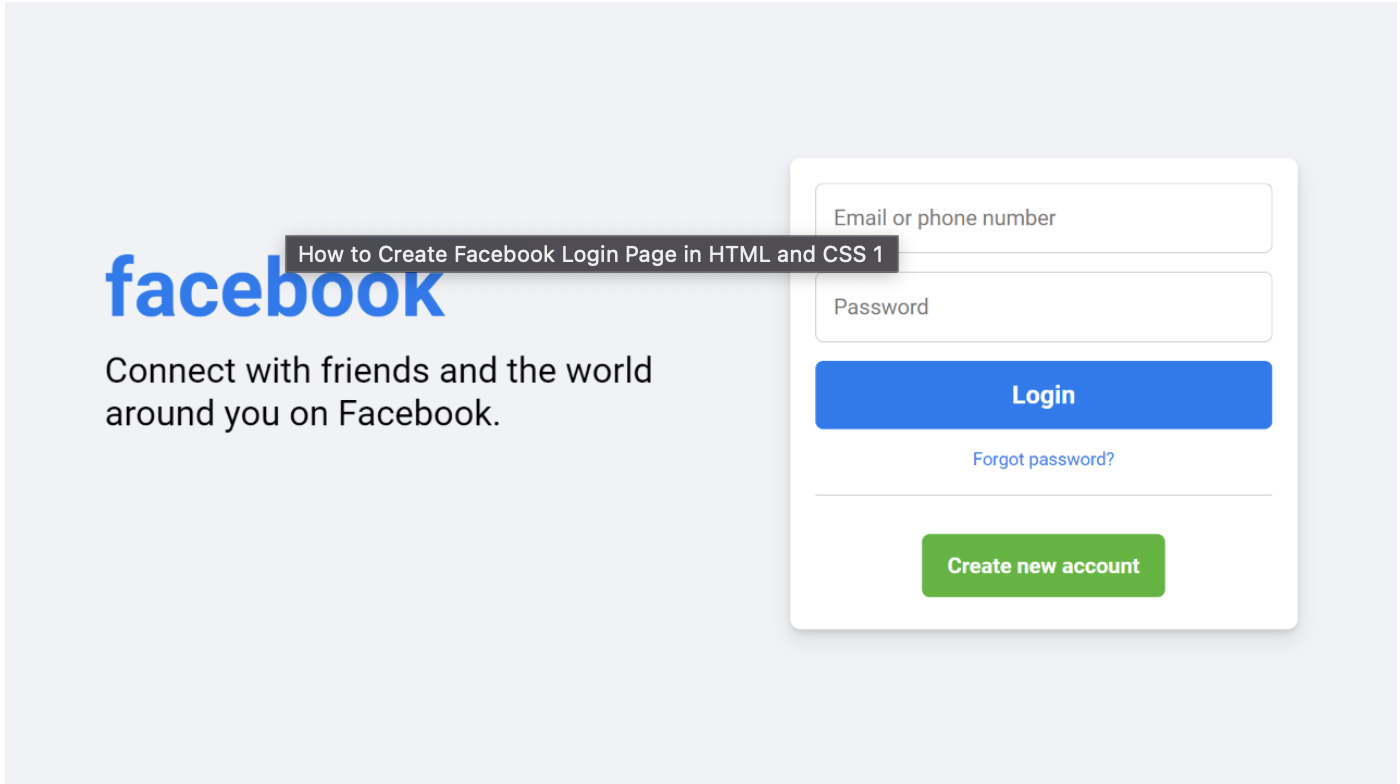 How to Create Facebook Login Page in HTML and CSS 1
facebook
Connect with friends and the world
around you on Facebook.
Email or phone number
Password
Login
Forgot password?
Create new account